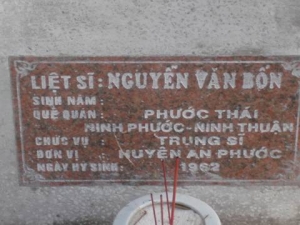 LIỆT SĨ: NGUYỄN VĂN BỐN
SINH NĂM :
QUÊ QUÁN : PHƯỚC THÁI
NINH PHƯỚC-NINH THUẬN
CHỨC VỤ : TRUNG SĨ
ĐƠN VỊ : HUYỆN AN PHƯỚC
NGÀY HY SINH : 1962